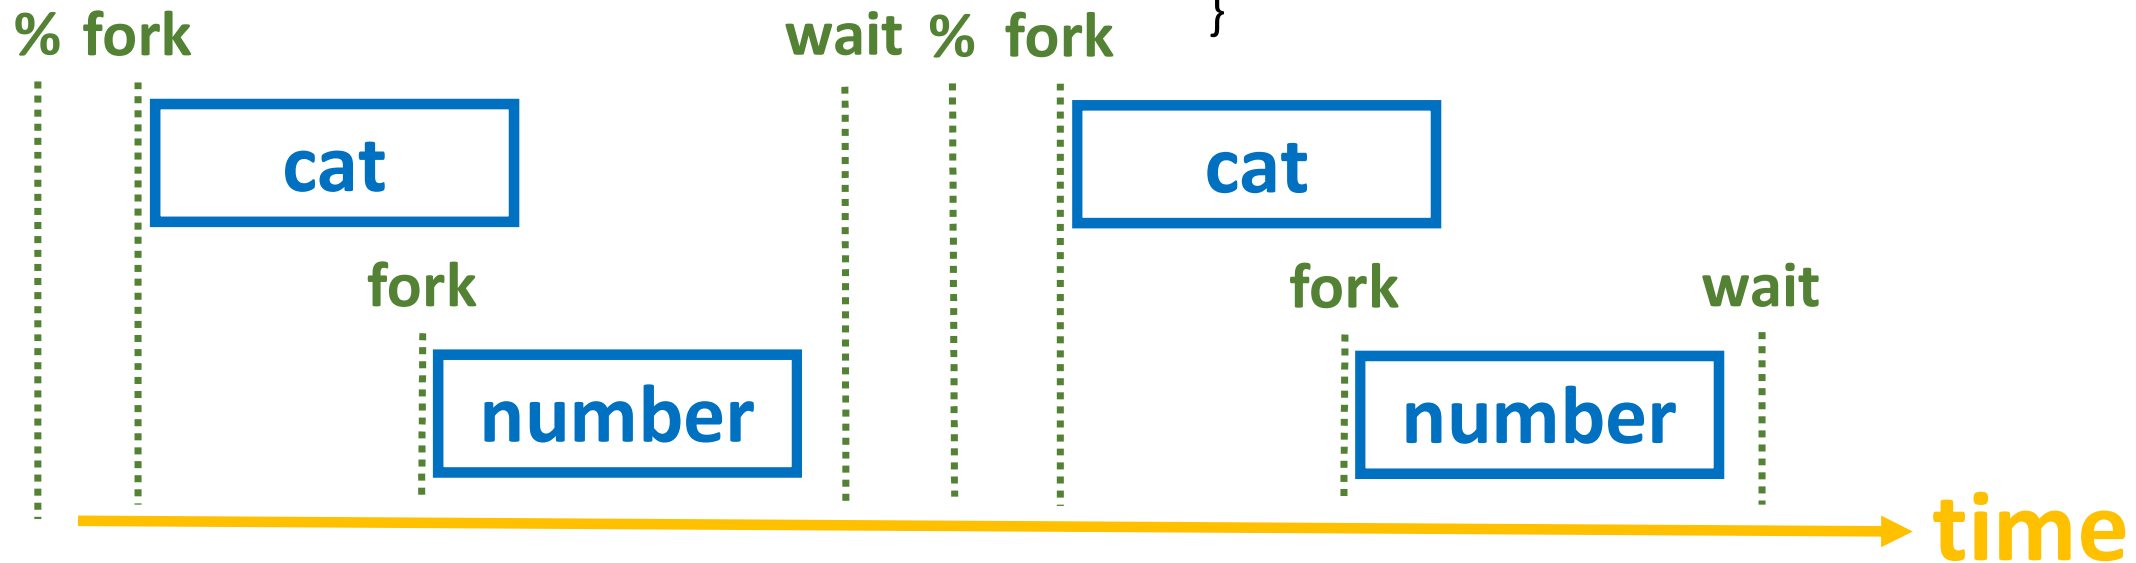 % fork wait % fork }
cat cat
fork fork wait
number number
time